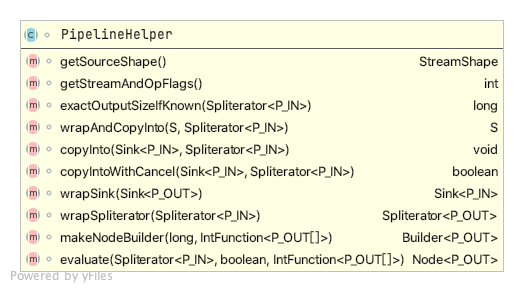 C PipelineHelper
m getSourceShape() StreamShape
m getStreamAndOpFlags() int
m exactOutputSizeIfKnown(Spliterator<P_IN>) long
m wrapAndCopyInto(S, Spliterator<P_IN>) S
m copyInto(Sink<P_IN>, Spliterator<P_IN>) void
m copyIntoWithCancel(Sink<P_IN>, Spliterator<P_IN>) boolean
m wrapSink(Sink<P_OUT>) Sink<P_IN>
m wrapSpliterator(Spliterator<P_IN>) Spliterator<P_OUT>
m makeNodeBuilder(long, IntFunction<P_OUT[]>) Builder<P_OUT>
m evaluate(Spliterator<P_IN>, boolean, IntFunction<P_OUT[]>) Node<P_OUT>
Powered by yFiles